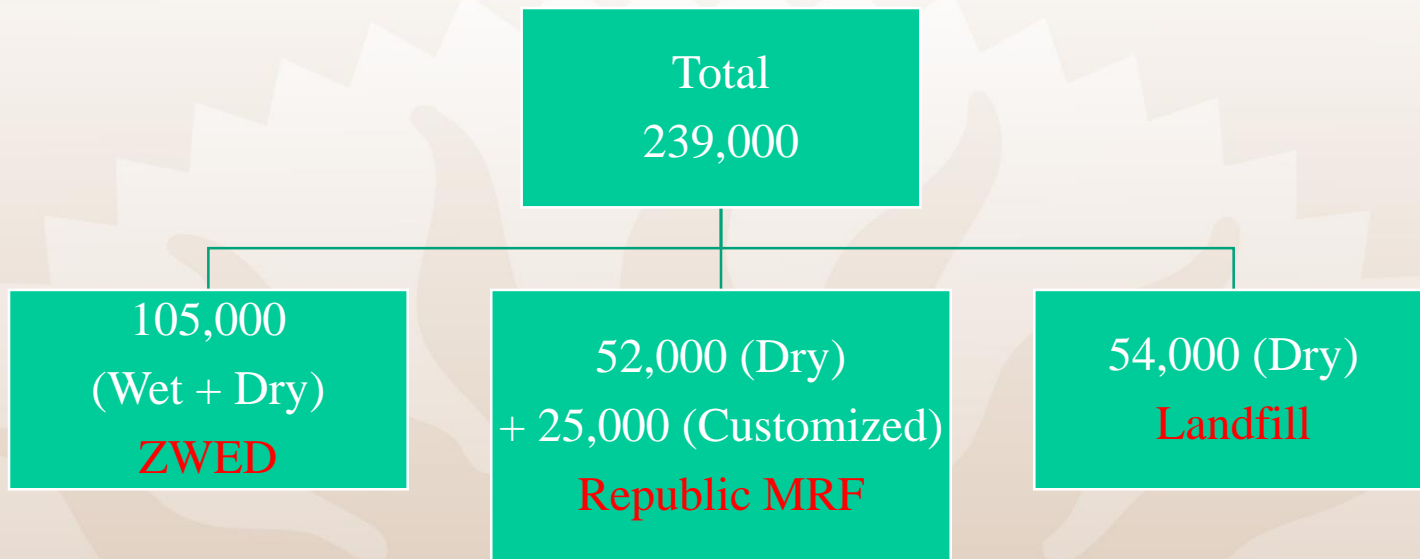 Total
239,000
105,000
(Wet + Dry)
ZWED
52,000 (Dry)
+ 25,000 (Customized)
Republic MRF
54,000 (Dry)
Landfill